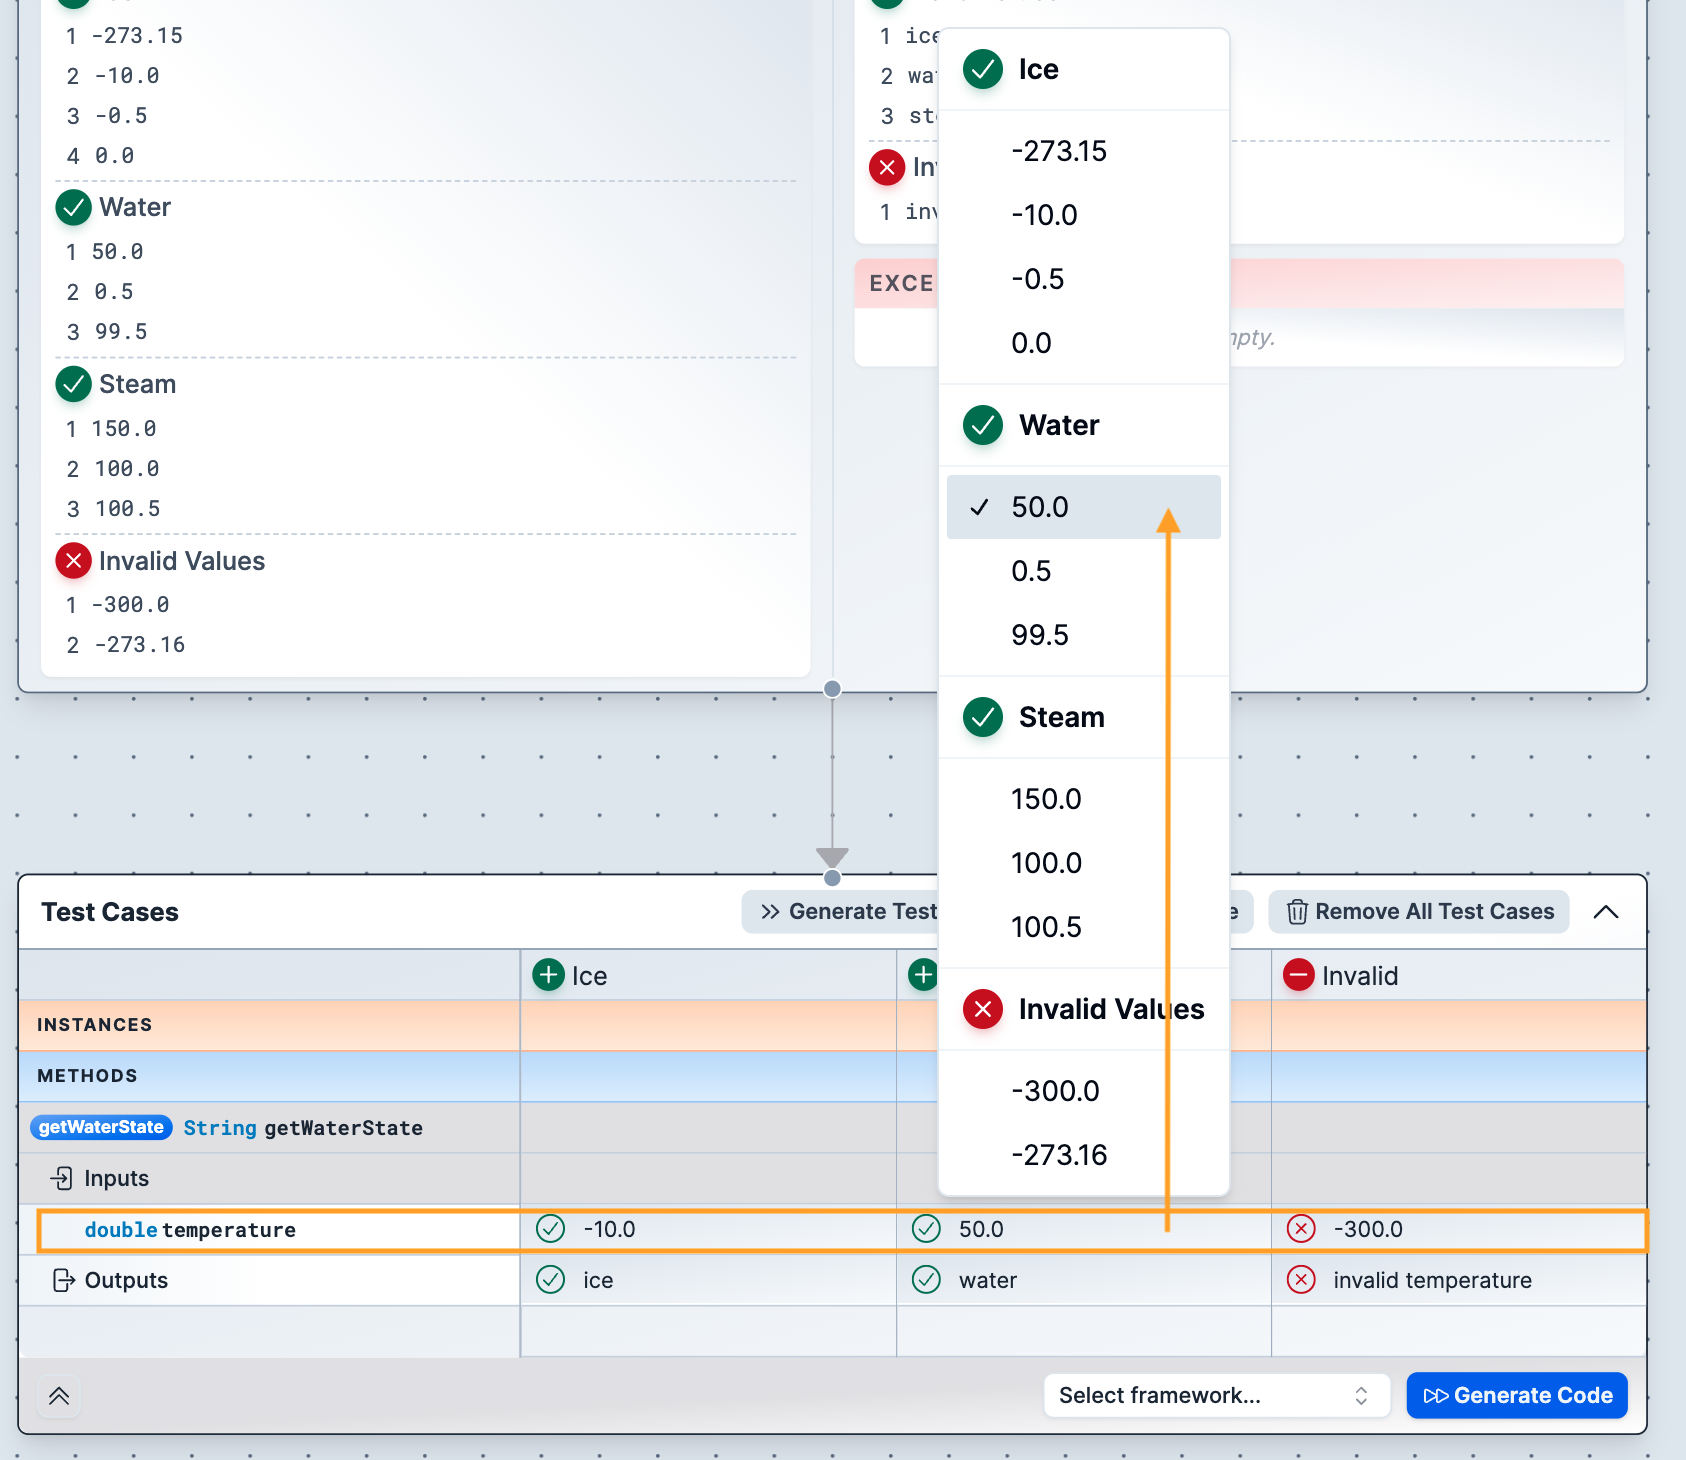 1 -273.15
2 -10.0
3 -0.5
4 0.0
Water
1 50.0
2 0.5
3 99.5
Steam
1 150.0
2 100.0
3 100.5
Invalid Values
1 -300.0
2 -273.16
1 ice
2
3
1
EXCE
Ice
-273.15
-10.0
-0.5
0.0
Water
50.0
0.5
99.5
Steam
150.0
100.0
100.5
Invalid Values
-300.0
-273.16
Test Cases
Generate Test
Remove All Test Cases
Ice
Invalid
INSTANCES
METHODS
getWaterState String getWaterState
Inputs
double temperature -10.0 50.0 -300.0
Outputs ice water invalid temperature
Select framework...
Generate Code